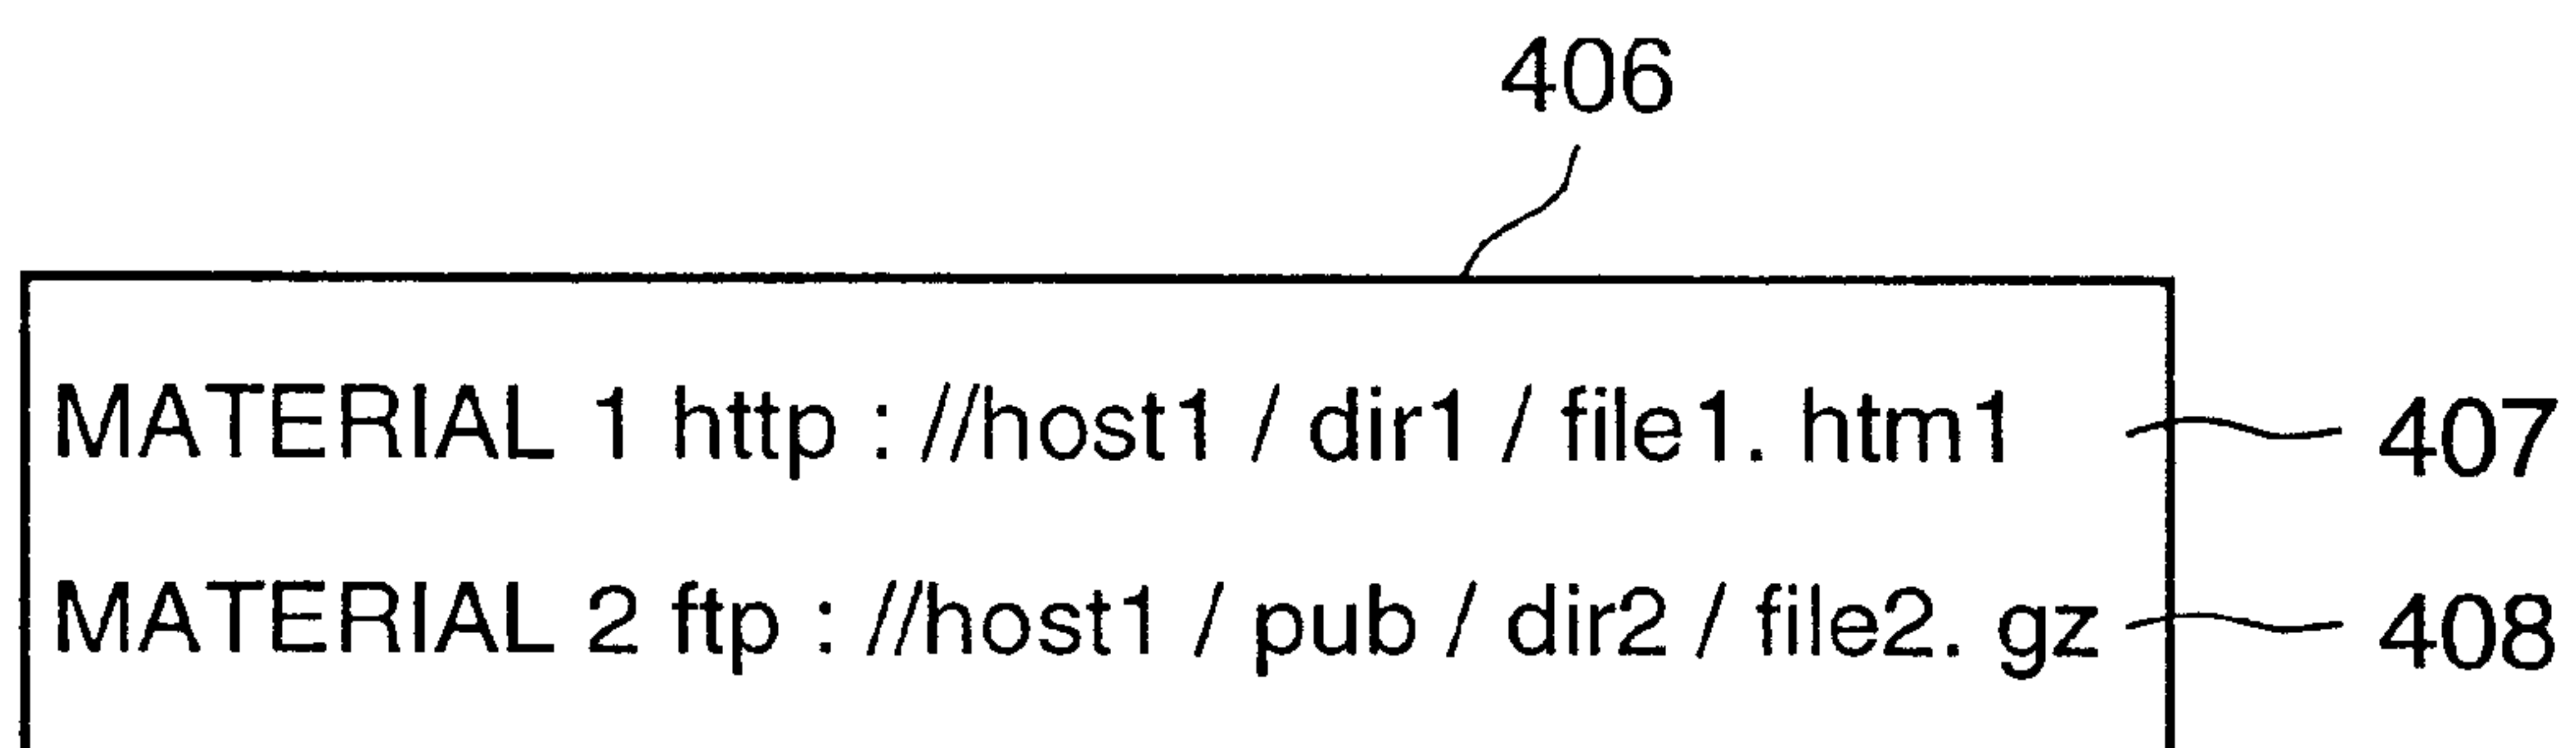 406
MATERIAL 1 http : //host1 / dir1 / file1. htm1 407
MATERIAL 2 ftp : //host1 / pub / dir2 / file2. gz 408